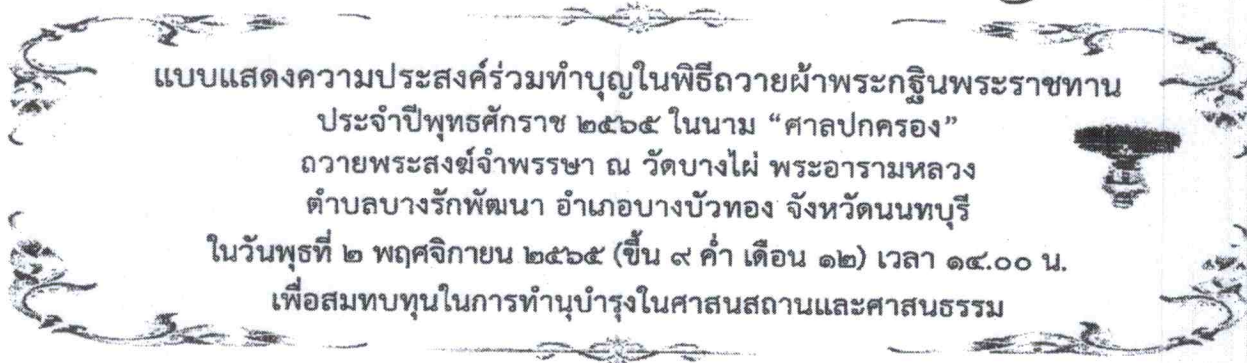 แบบแสดงความประสงค์ร่วมทำบุญในพิธีถวายผ้าพระกฐินพระราชทาน
ประจำปีพุทธศักราช ๒๕๖๕ ในนาม “ศาลปกครอง”
ถวายพระสงฆ์จำพรรษา ณ วัดบางไผ่ พระอารามหลวง
ตำบลบางรักพัฒนา อำเภอบางบัวทอง จังหวัดนนทบุรี
ในวันพุธที่ ๒ พฤศจิกายน ๒๕๖๕ (ขึ้น ๙ ค่ำ เดือน ๑๒) เวลา ๑๔.๐๐ น.
เพื่อสมทบทุนในการทำนุบำรุงในศาสนสถานและศาสนธรรม